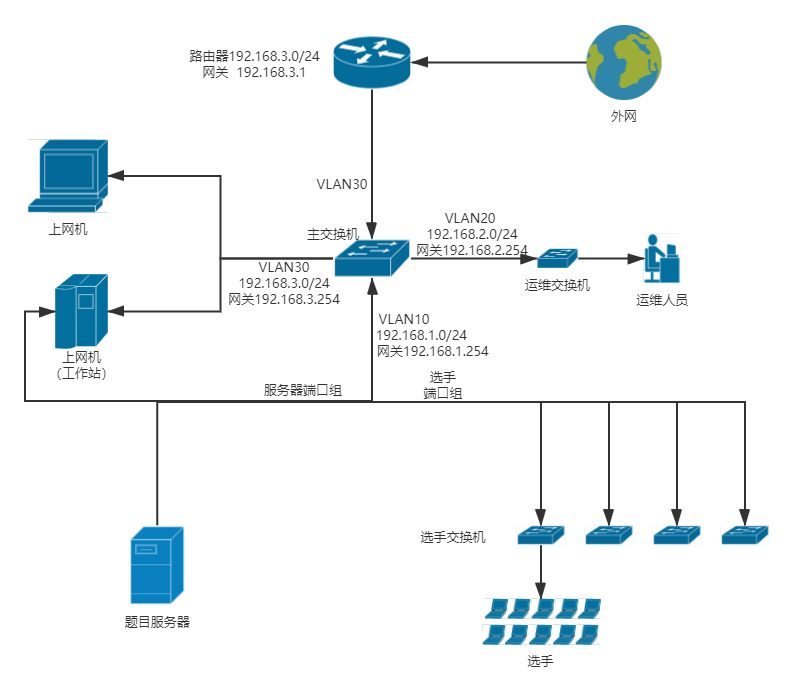 路由器192.168.3.0/24
网关 192.168.3.1
外网
VLAN30
上网机
主交换机
VLAN20
192.168.2.0/24
网关192.168.2.254
运维交换机
运维人员
VLAN30
192.168.3.0/24
网关192.168.3.254
VLAN10
192.168.1.0/24
网关192.168.1.254
上网机
（工作站）
服务器端口组
选手
端口组
选手交换机
题目服务器
选手